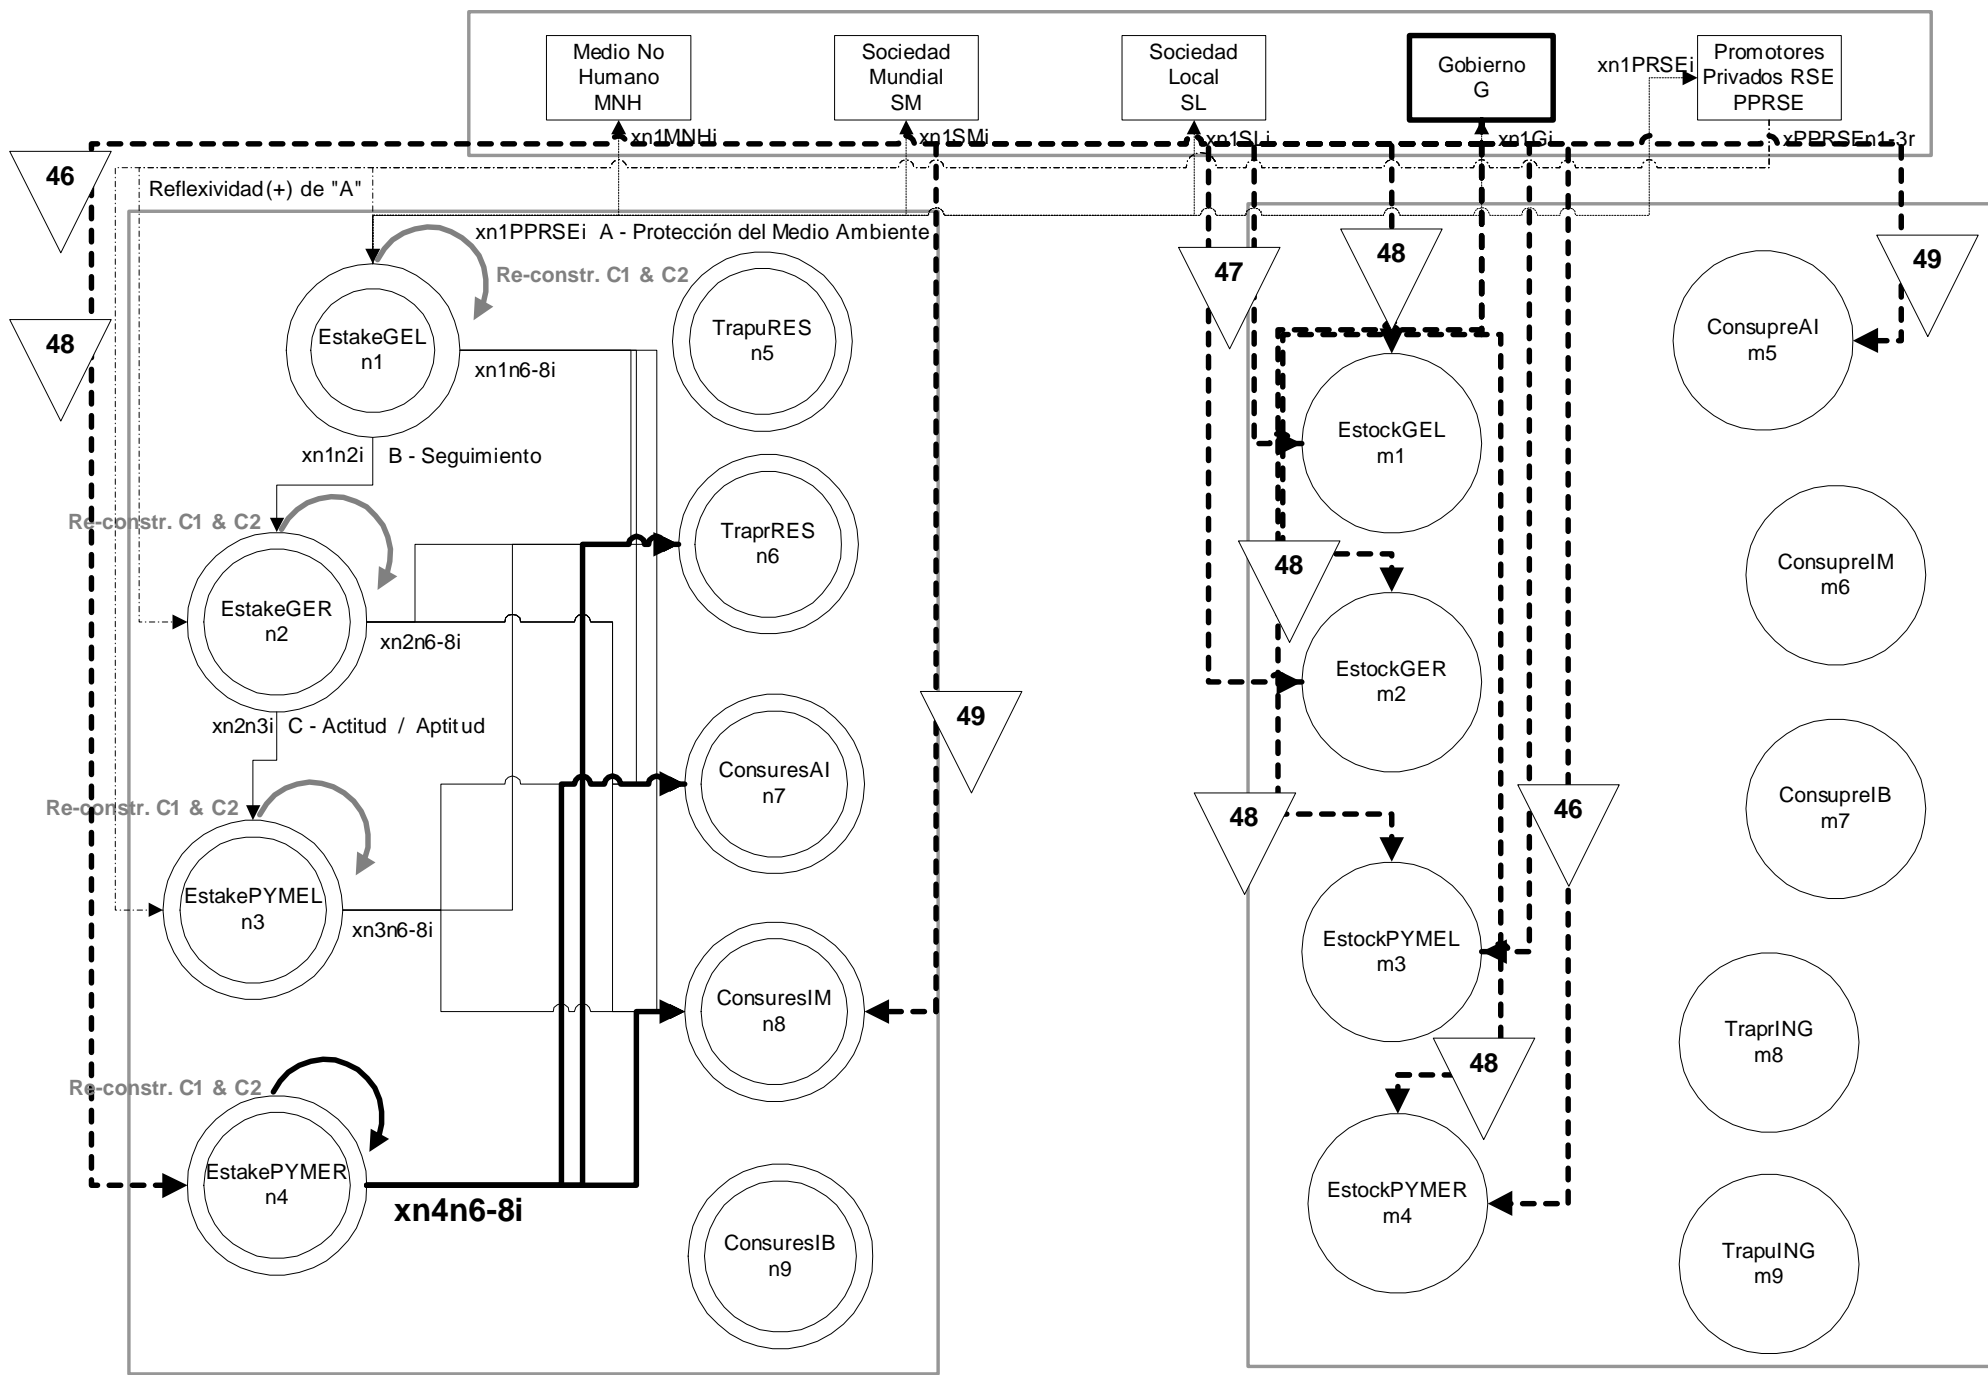 Medio No
Humano
MNH
Sociedad
Mundial
SM
Sociedad
Local
SL
Gobierno
G
Promotores
Privados RSE
PPRSE
xn1PRSEi
xn1MNHi
xn1SMi
xn1SLi
xn1Gi
xPPRSEn1-3r
46
Reflexividad (+) de "A"
xn1PPRSEi A - Protección del Medio Ambiente
47
48
49
Re-constr. C1 & C2
EstakeGEL
n1
TrapuRES
n5
ConsupreAI
m5
48
xn1n6-8i
EstockGEL
m1
xn1n2i B - Seguimiento
Re-constr. C1 & C2
TraprRES
n6
48
ConsupreIM
m6
EstakeGER
n2
xn2n6-8i
EstockGER
m2
xn2n3i C - Actitud / Aptitud
49
Re-constr. C1 & C2
ConsuresAI
n7
48
46
ConsupreIB
m7
EstakePYMEL
n3
xn3n6-8i
EstockPYMEL
m3
ConsuresIM
n8
TraprING
m8
48
Re-constr. C1 & C2
EstakePYMER
n4
xn4n6-8i
EstockPYMER
m4
ConsuresIB
n9
TrapuING
m9